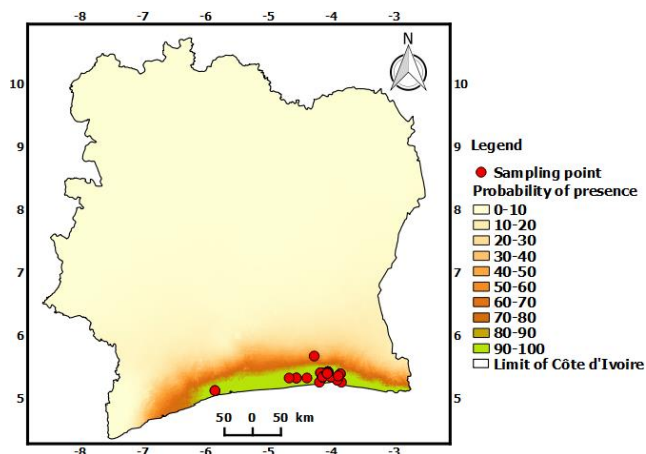 -8 -7 -6 -5 -4 -3
N
10 10
9 9
8 8
7 7
6 6
5 5
Legend
Sampling point
Probability of presence
0-10
10-20
20-30
30-40
40-50
50-60
60-70
70-80
80-90
90-100
Limit of Côte d'Ivoire
50 0 50 km
-8 -7 -6 -5 -4 -3